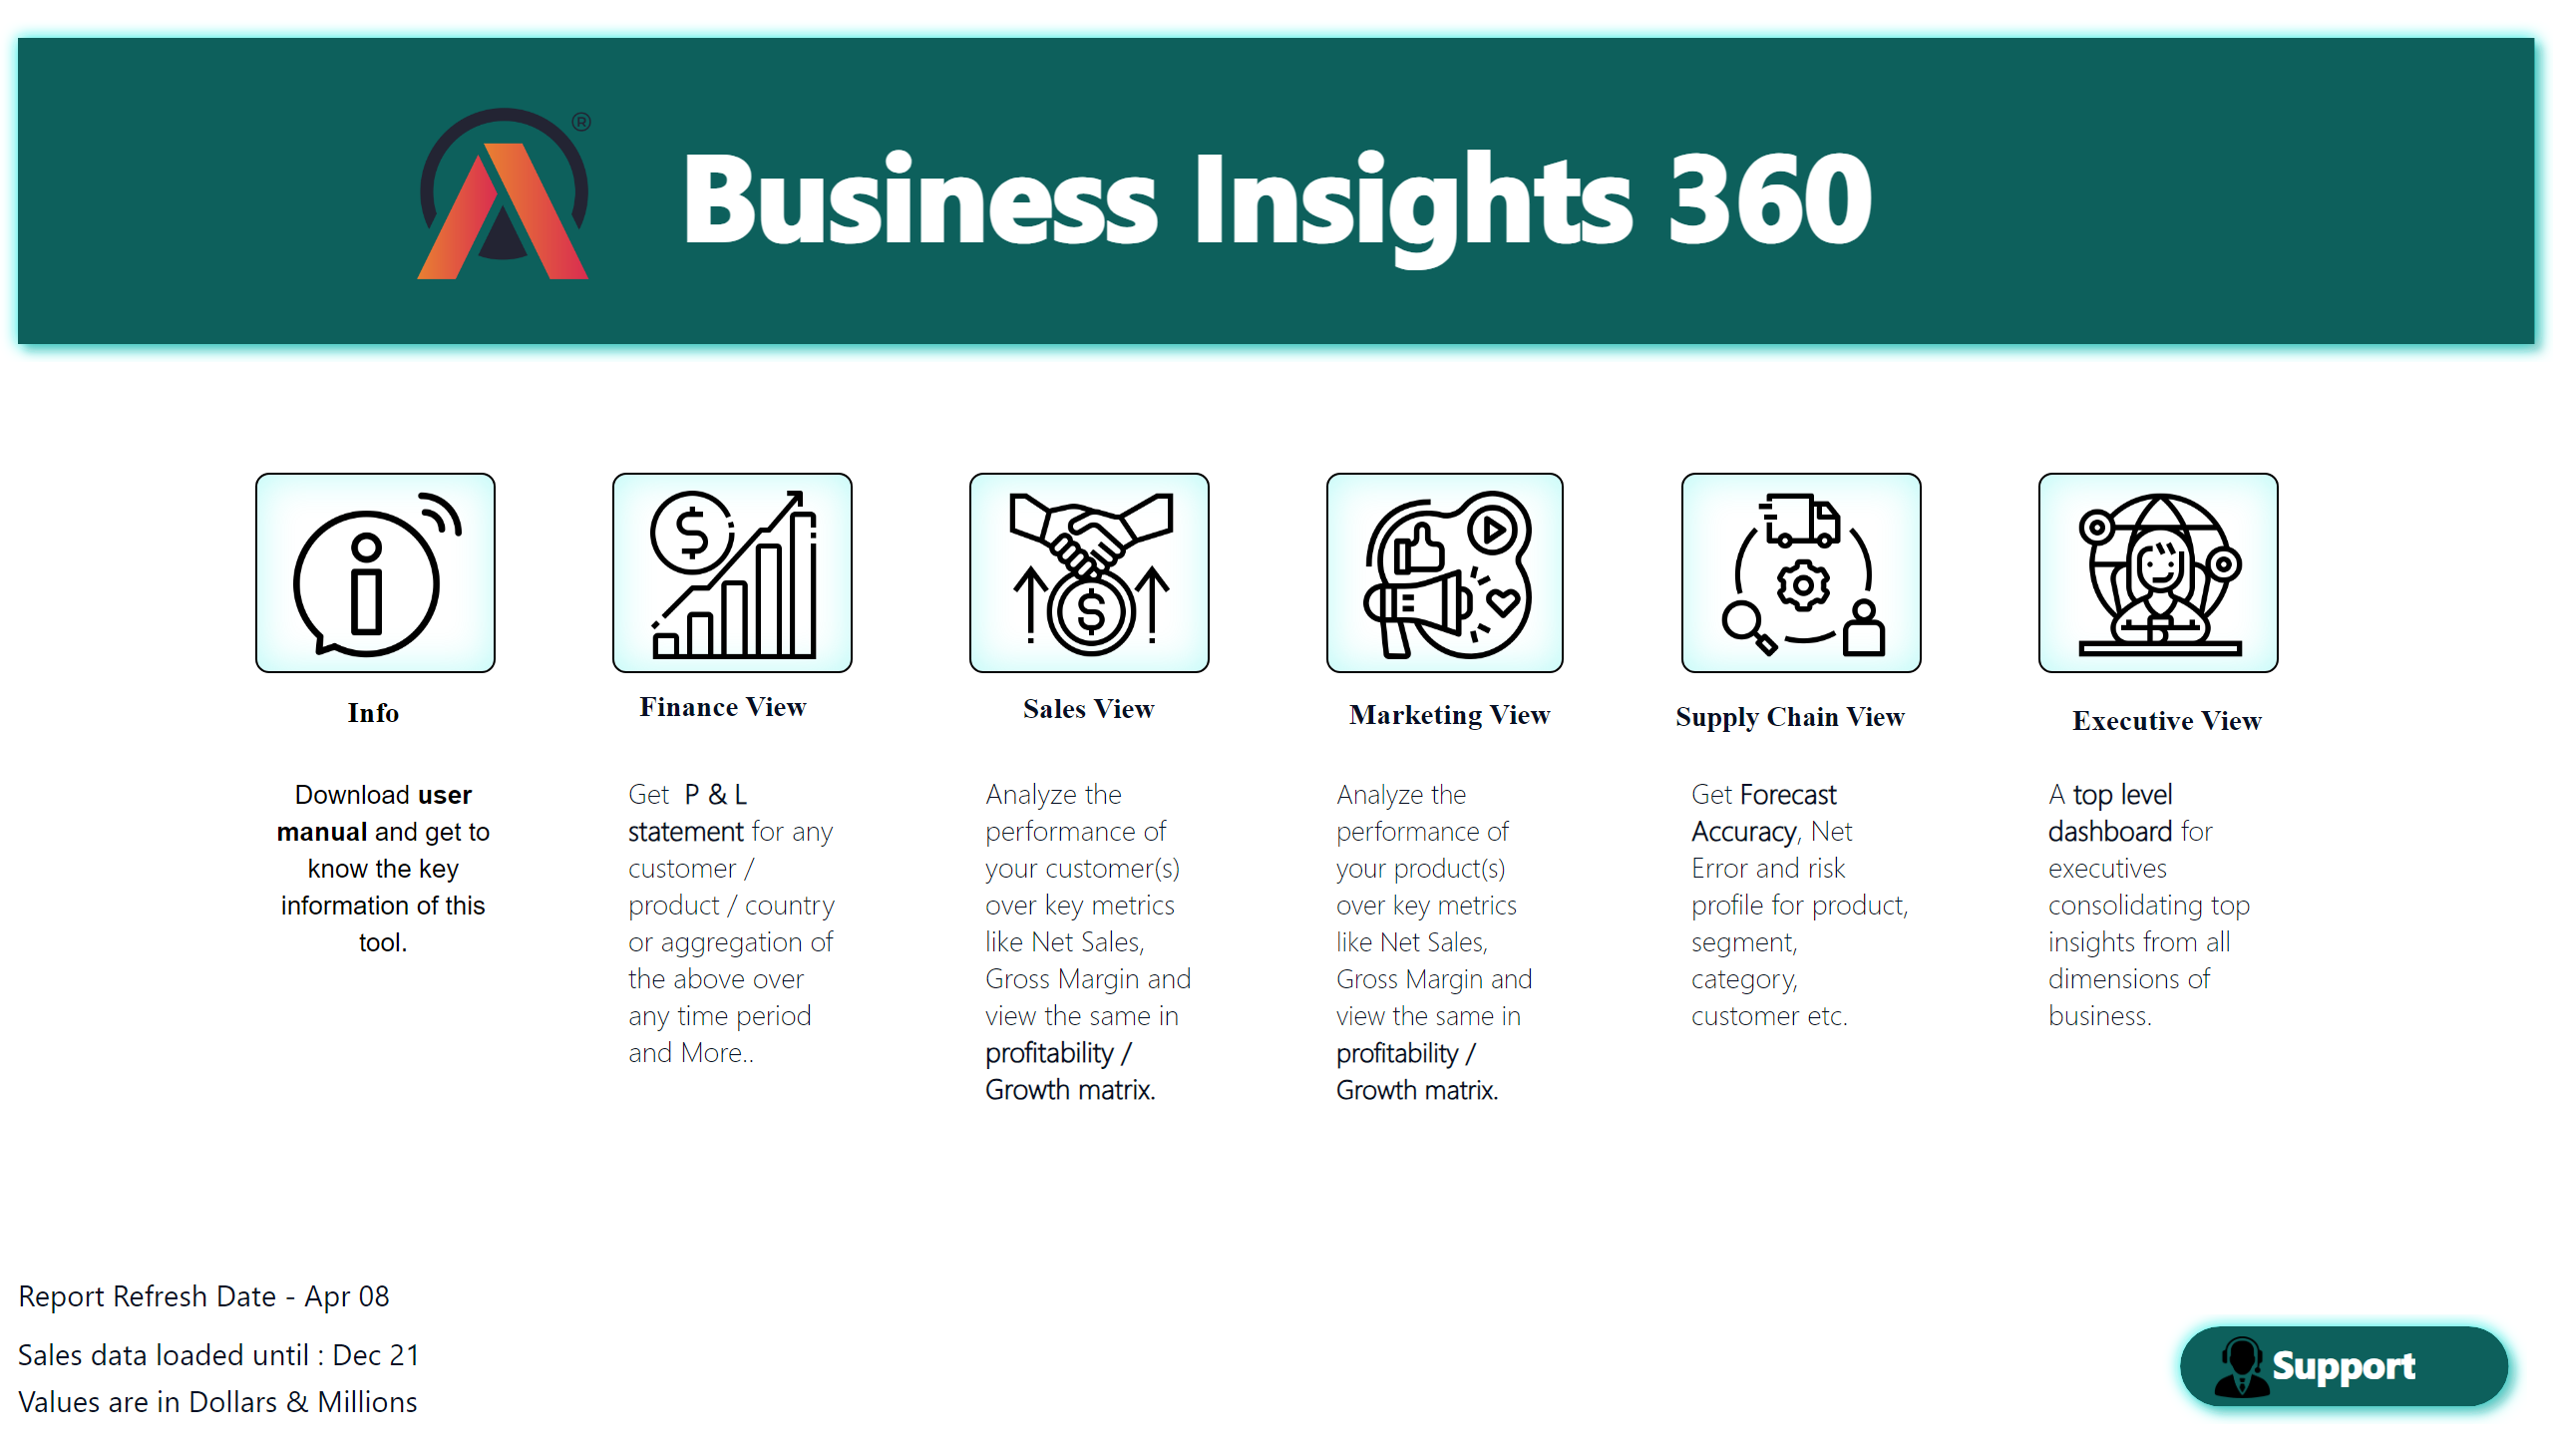 ®
Business Insights 360
Info
Download user
manual and get to
know the key
information of this
tool.
Finance View
Get  P & L
statement for any
customer /
product / country
or aggregation of
the above over
any time period
and More..
Sales View
Analyze the
performance of
your customer(s)
over key metrics
like Net Sales,
Gross Margin and
view the same in
profitability /
Growth matrix.
Marketing View
Analyze the
performance of
your product(s)
over key metrics
like Net Sales,
Gross Margin and
view the same in
profitability /
Growth matrix.
Supply Chain View
Get Forecast
Accuracy, Net
Error and risk
profile for product,
segment,
category,
customer etc.
Executive View
A top level
dashboard for
executives
consolidating top
insights from all
dimensions of
business.
Report Refresh Date - Apr 08
Sales data loaded until : Dec 21
Values are in Dollars & Millions
Support